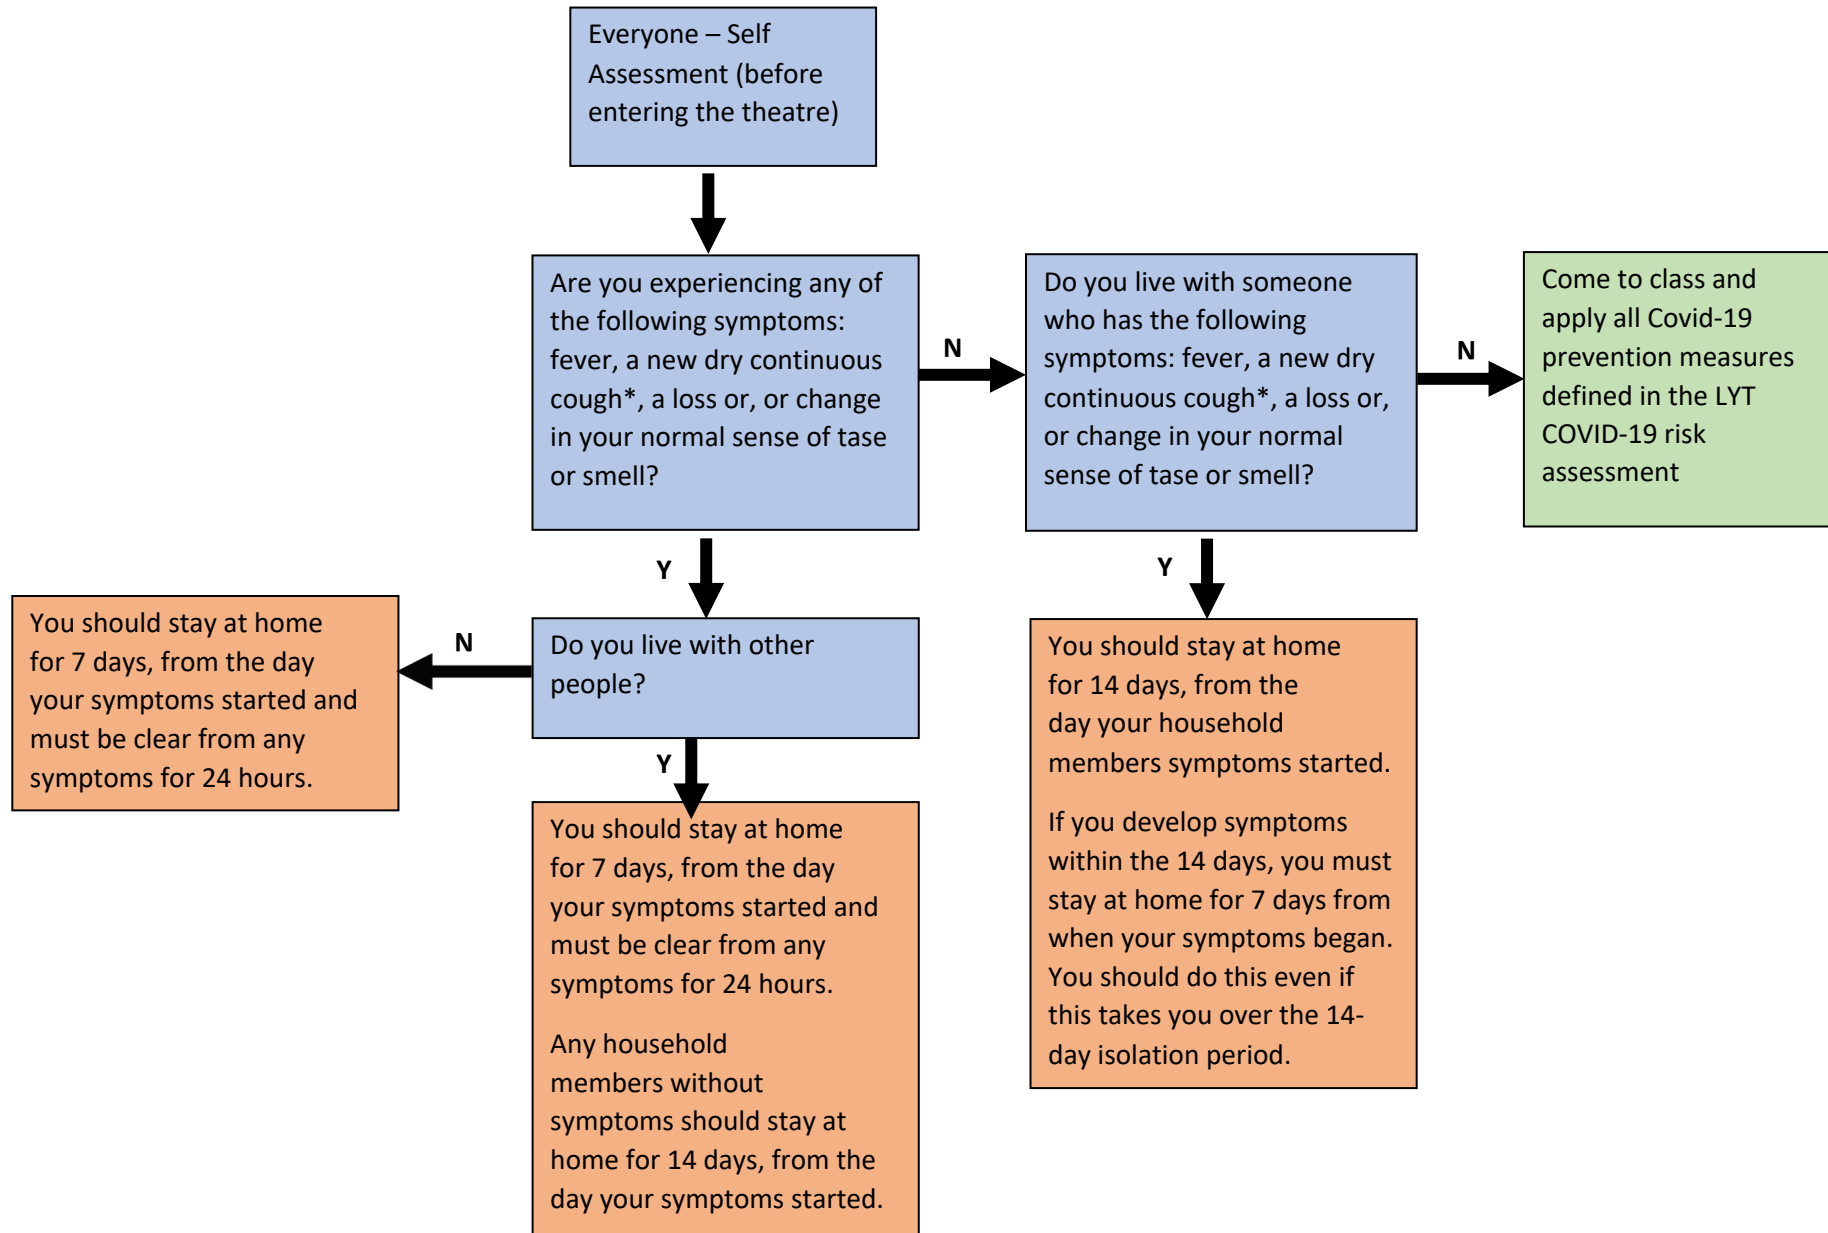 Everyone – Self
Assessment (before
entering the theatre)
Are you experiencing any of
the following symptoms:
fever, a new dry continuous
cough*, a loss or, or change
in your normal sense of tase
or smell?
N
Do you live with someone
who has the following
symptoms: fever, a new dry
continuous cough*, a loss or,
or change in your normal
sense of tase or smell?
N
Come to class and
apply all Covid-19
prevention measures
defined in the LYT
COVID-19 risk
assessment
Y
Y
You should stay at home
for 7 days, from the day
your symptoms started and
must be clear from any
symptoms for 24 hours.
N
Do you live with other
people?
Y
You should stay at home
for 7 days, from the day
your symptoms started and
must be clear from any
symptoms for 24 hours.
Any household
members without
symptoms should stay at
home for 14 days, from the
day your symptoms started.
You should stay at home
for 14 days, from the
day your household
members symptoms started.
If you develop symptoms
within the 14 days, you must
stay at home for 7 days from
when your symptoms began.
You should do this even if
this takes you over the 14-
day isolation period.